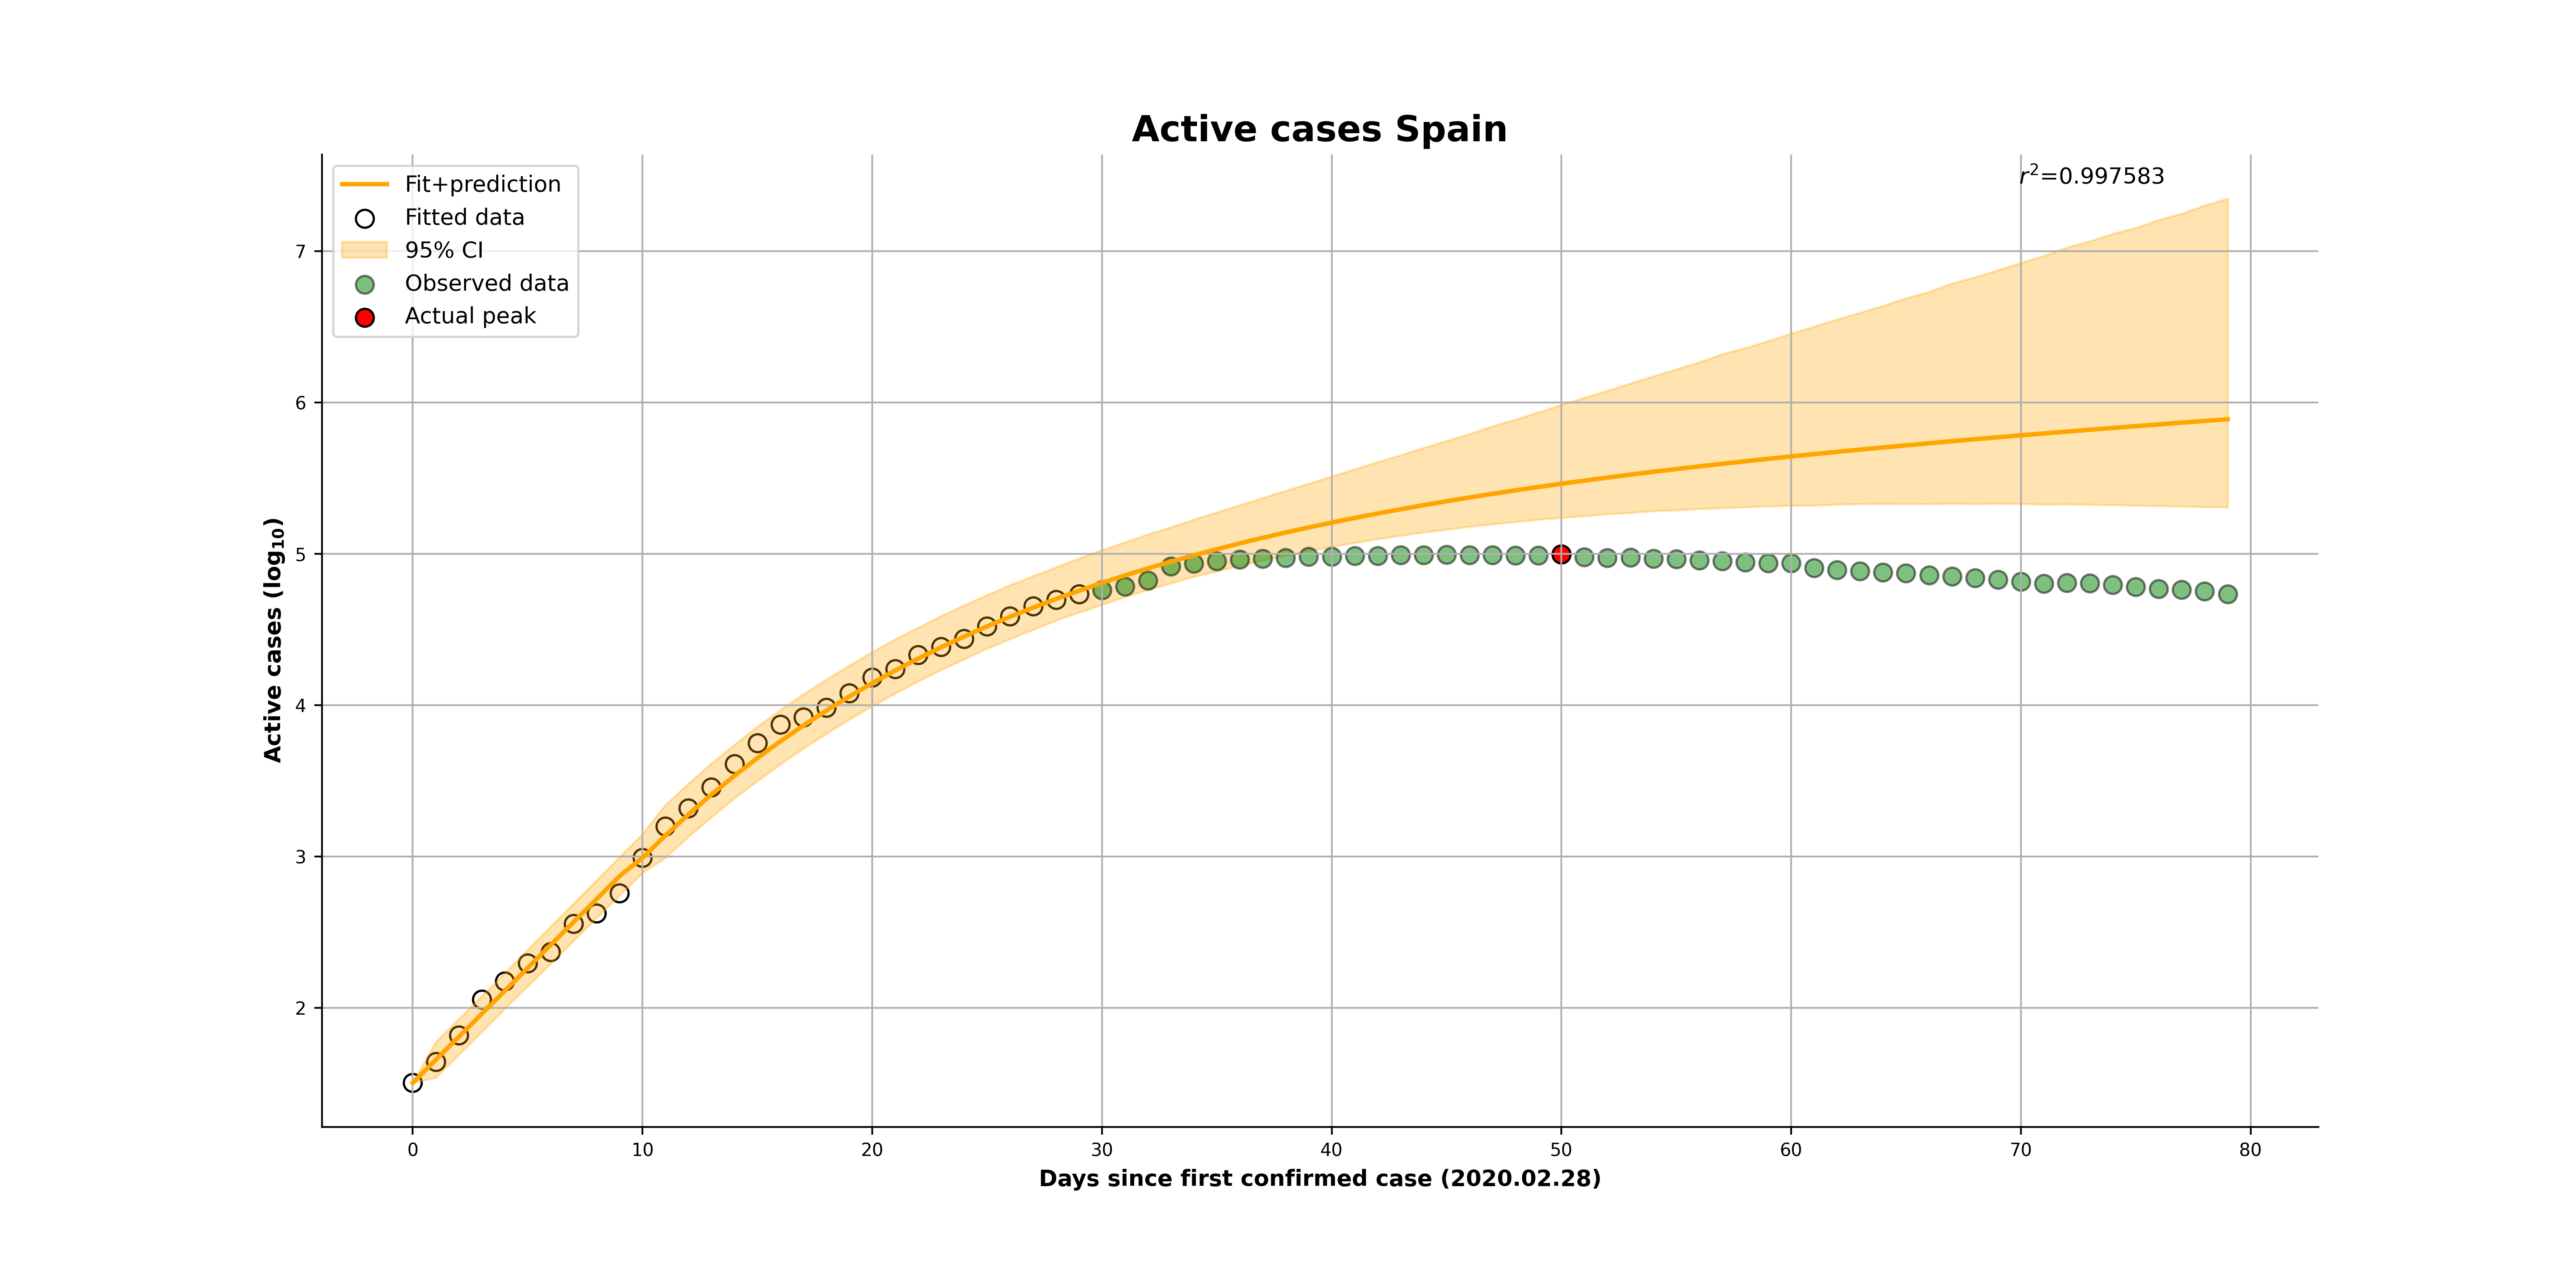 Active cases Spain
Fit+prediction
Fitted data
95% CI
Observed data
Actual peak
r²=0.997583
7
6
5
4
3
2
Active cases (log₁₀)
0 10 20 30 40 50 60 70 80
Days since first confirmed case (2020.02.28)